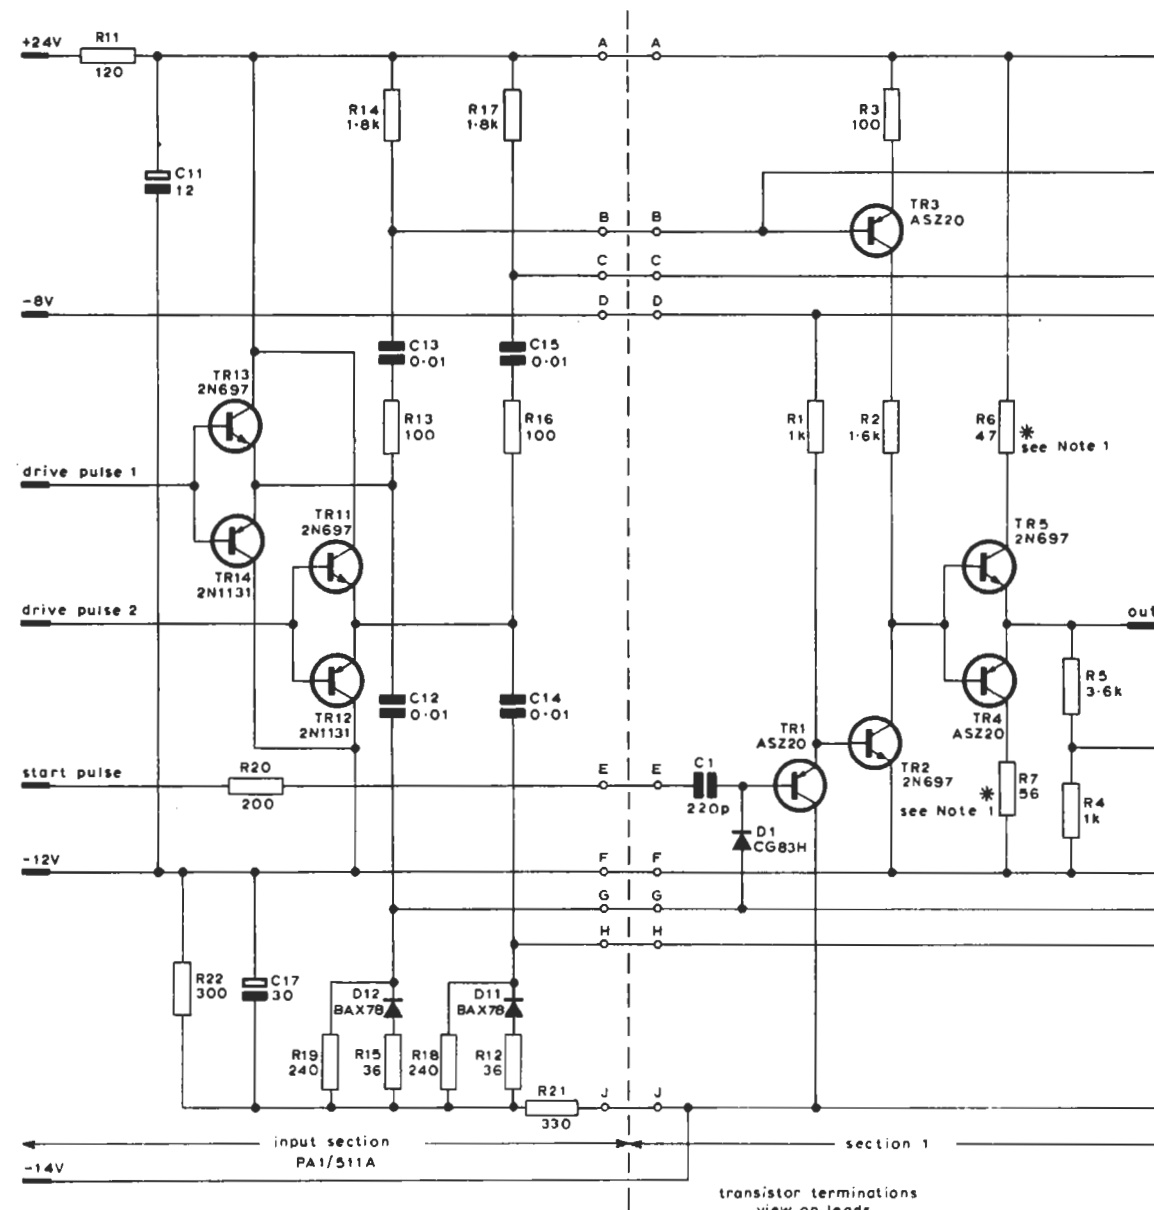 +24V
R11
120
A
A
R14
1·8k
R17
1·8k
R3
100
C11
12
TR3
ASZ20
B
B
C
C
-8V
D
D
C13
0·01
C15
0·01
TR13
2N697
R13
100
R16
100
R1
1k
R2
1·6k
R6
47
*
see Note 1
drive pulse 1
TR11
2N697
TR5
2N697
TR14
2N1131
drive pulse 2
out
R5
3·6k
C12
0·01
C14
0·01
TR12
2N1131
TR1
ASZ20
TR4
ASZ20
start pulse
R20
200
E
E
C1
220p
TR2
2N697
*
see Note 1
R7
56
R4
1k
D1
CG83H
-12V
F
F
G
G
H
H
R22
300
C17
30
D12
BAX78
D11
BAX78
R19
240
R15
36
R18
240
R12
36
R21
330
J
J
input section
PA1/511A
section 1
-14V
transistor terminations
view on leads